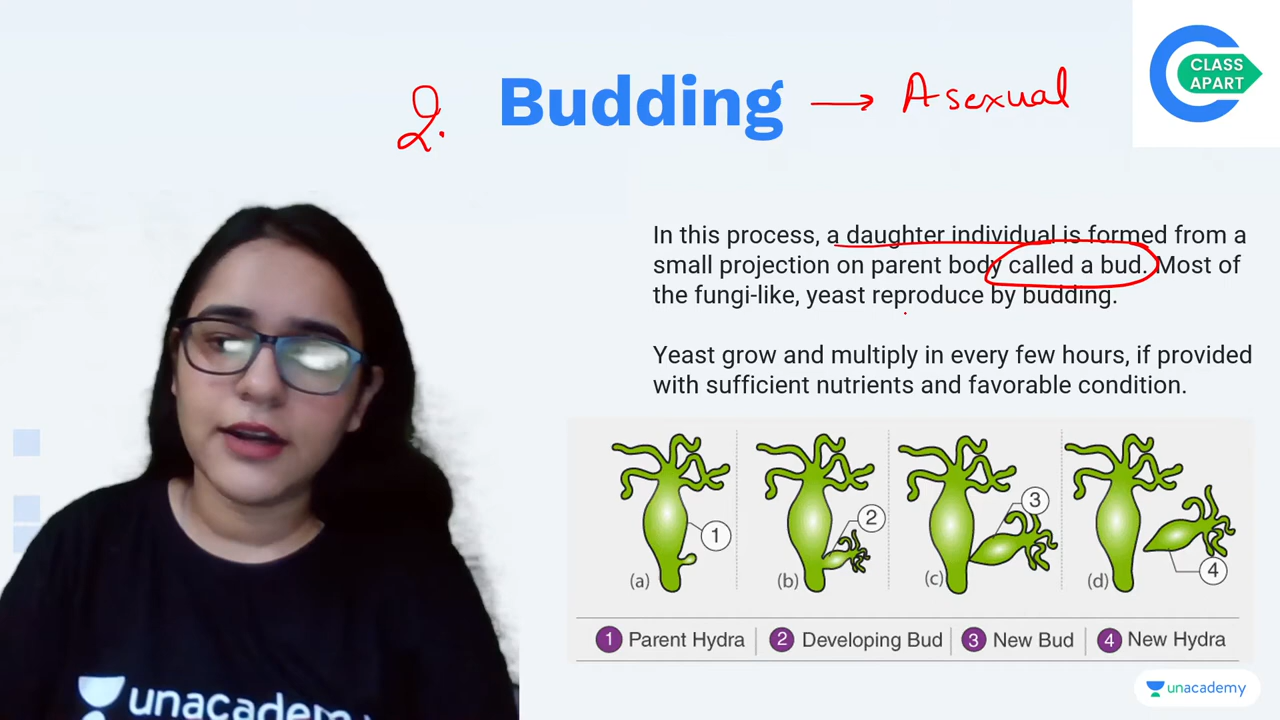 2. Budding → Asexual
CLASS
APART
In this process, a daughter individual is formed from a
small projection on parent body called a bud. Most of
the fungi-like, yeast reproduce by budding.
Yeast grow and multiply in every few hours, if provided
with sufficient nutrients and favorable condition.
1 2 3 4
(a) (b) (c) (d)
1 Parent Hydra | 2 Developing Bud | 3 New Bud | 4 New Hydra
unacademy
unacademy